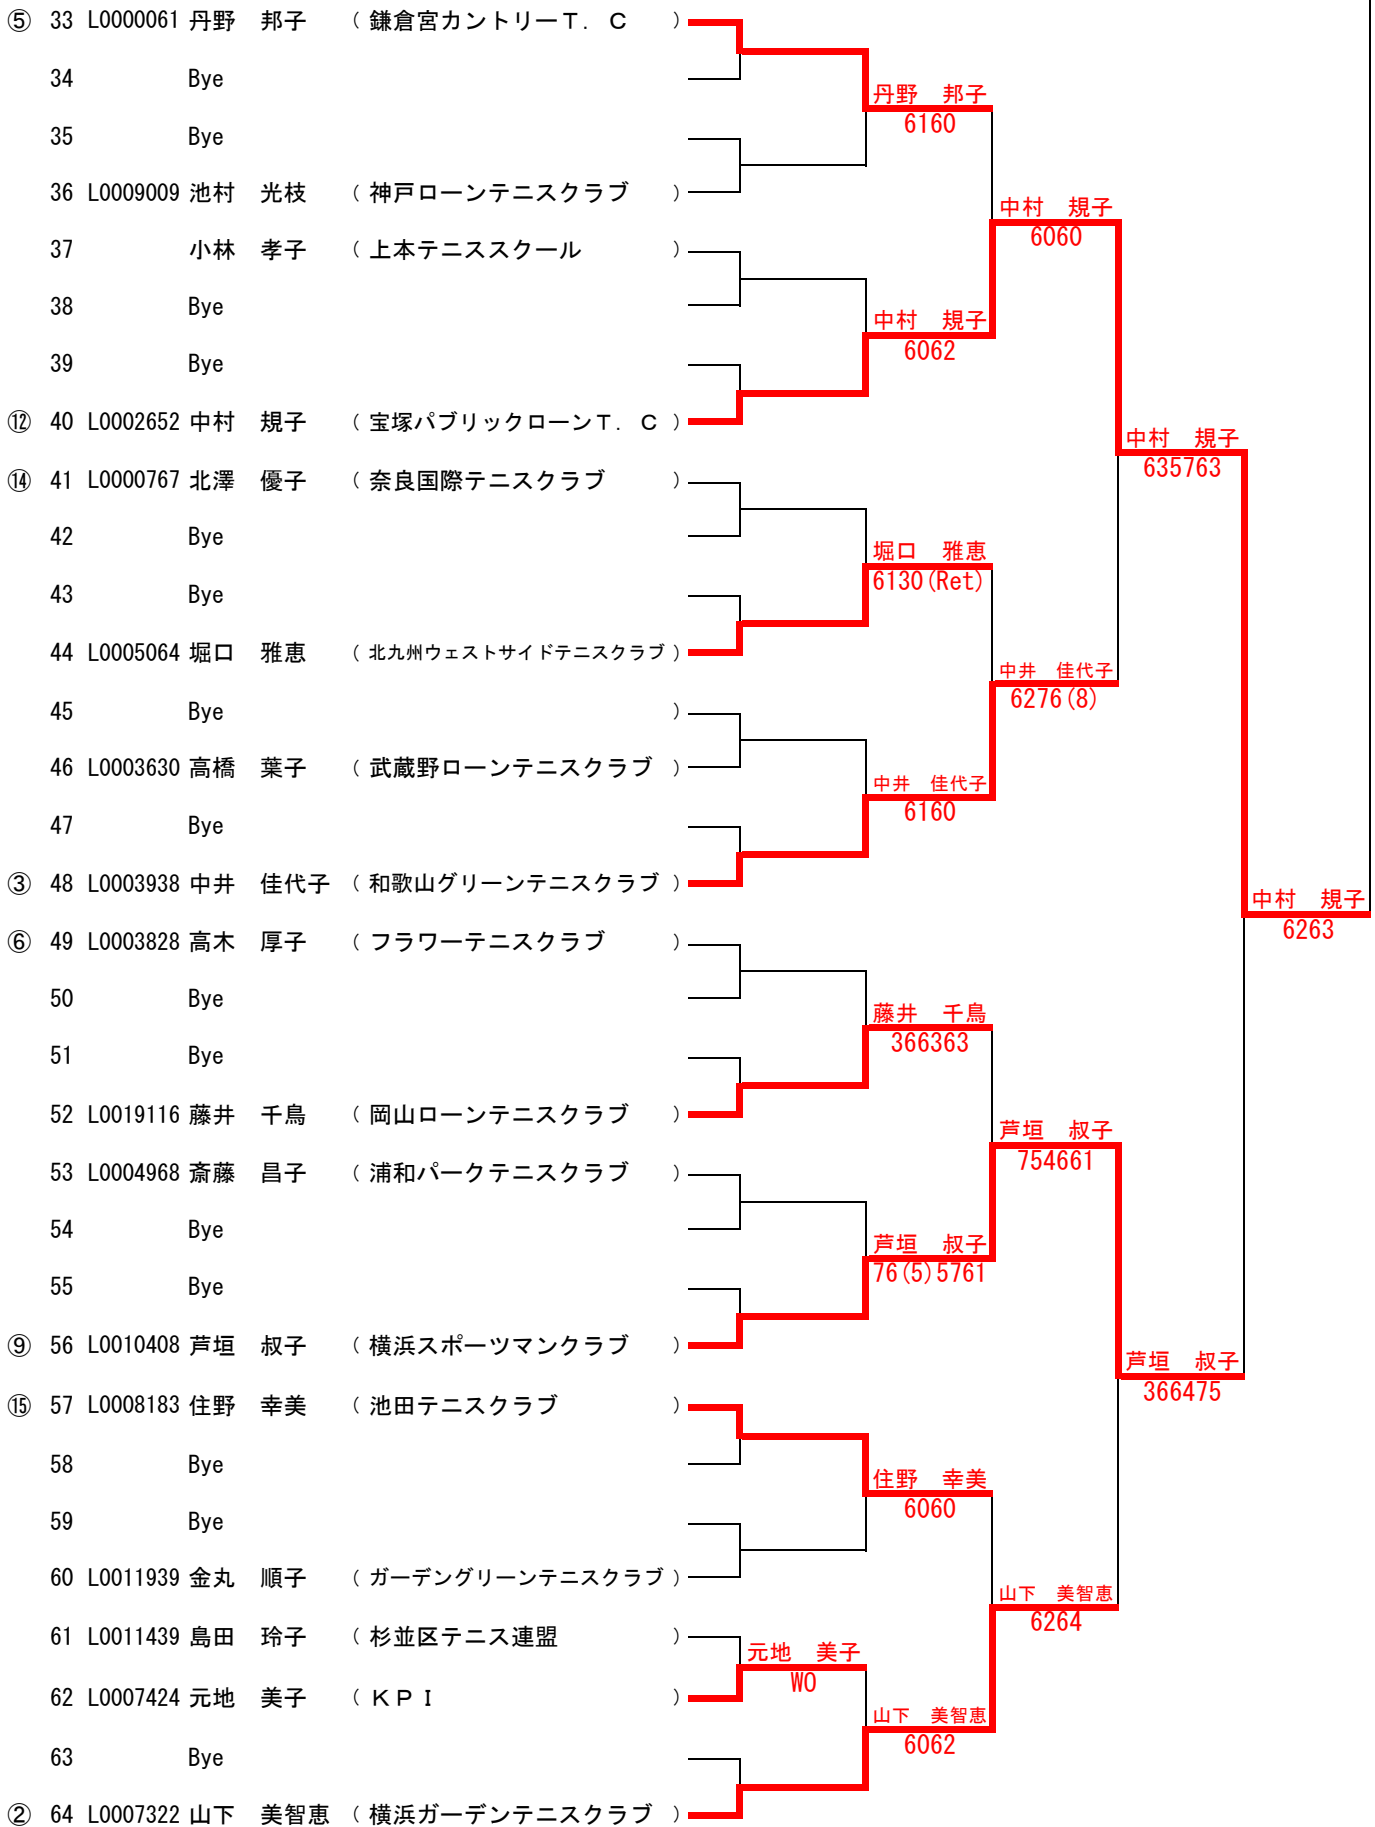 ⑤ 33 L0000061 丹野　邦子 （ 鎌倉宮カントリーＴ．Ｃ ）
34 Bye
丹野　邦子
6160
35 Bye
36 L0009009 池村　光枝 （ 神戸ローンテニスクラブ ）
中村　規子
6060
37 小林　孝子 （ 上本テニススクール ）
38 Bye
中村　規子
6062
39 Bye
⑫ 40 L0002652 中村　規子 （ 宝塚パブリックローンＴ．Ｃ ）
中村　規子
635763
⑭ 41 L0000767 北澤　優子 （ 奈良国際テニスクラブ ）
42 Bye
堀口　雅恵
6130(Ret)
43 Bye
44 L0005064 堀口　雅恵 （ 北九州ウェストサイドテニスクラブ ）
中井　佳代子
6276(8)
45 Bye ）
46 L0003630 高橋　葉子 （ 武蔵野ローンテニスクラブ ）
中井　佳代子
6160
47 Bye
③ 48 L0003938 中井　佳代子 （ 和歌山グリーンテニスクラブ ）
中村　規子
6263
⑥ 49 L0003828 高木　厚子 （ フラワーテニスクラブ ）
50 Bye
藤井　千鳥
366363
51 Bye
52 L0019116 藤井　千鳥 （ 岡山ローンテニスクラブ ）
芦垣　叔子
754661
53 L0004968 斎藤　昌子 （ 浦和パークテニスクラブ ）
54 Bye
芦垣　叔子
76(5)5761
55 Bye
⑨ 56 L0010408 芦垣　叔子 （ 横浜スポーツマンクラブ ）
芦垣　叔子
366475
⑮ 57 L0008183 住野　幸美 （ 池田テニスクラブ ）
58 Bye
住野　幸美
6060
59 Bye
60 L0011939 金丸　順子 （ ガーデングリーンテニスクラブ ）
山下　美智恵
6264
61 L0011439 島田　玲子 （ 杉並区テニス連盟 ）
元地　美子
WO
62 L0007424 元地　美子 （ ＫＰＩ ）
山下　美智恵
6062
63 Bye
② 64 L0007322 山下　美智恵 （ 横浜ガーデンテニスクラブ ）